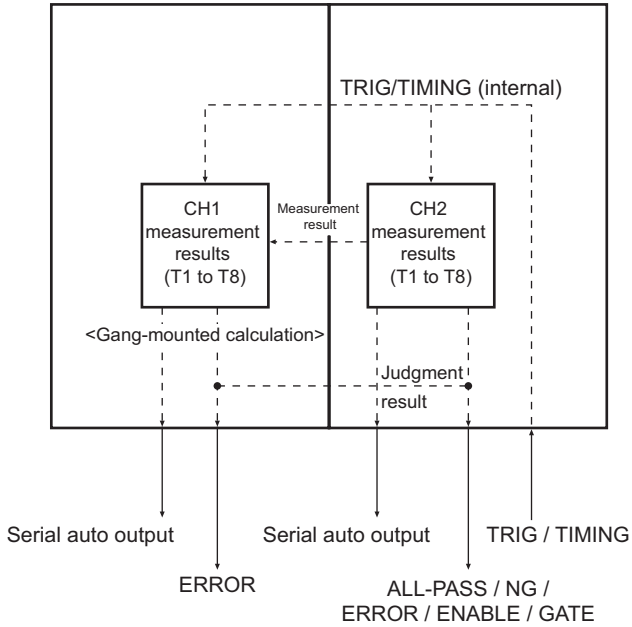 TRIG/TIMING (internal)
CH1
measurement
results
(T1 to T8)
Measurement
result
CH2
measurement
results
(T1 to T8)
<Gang-mounted calculation>
Judgment
result
Serial auto output
Serial auto output
TRIG / TIMING
ERROR
ALL-PASS / NG /
ERROR / ENABLE / GATE